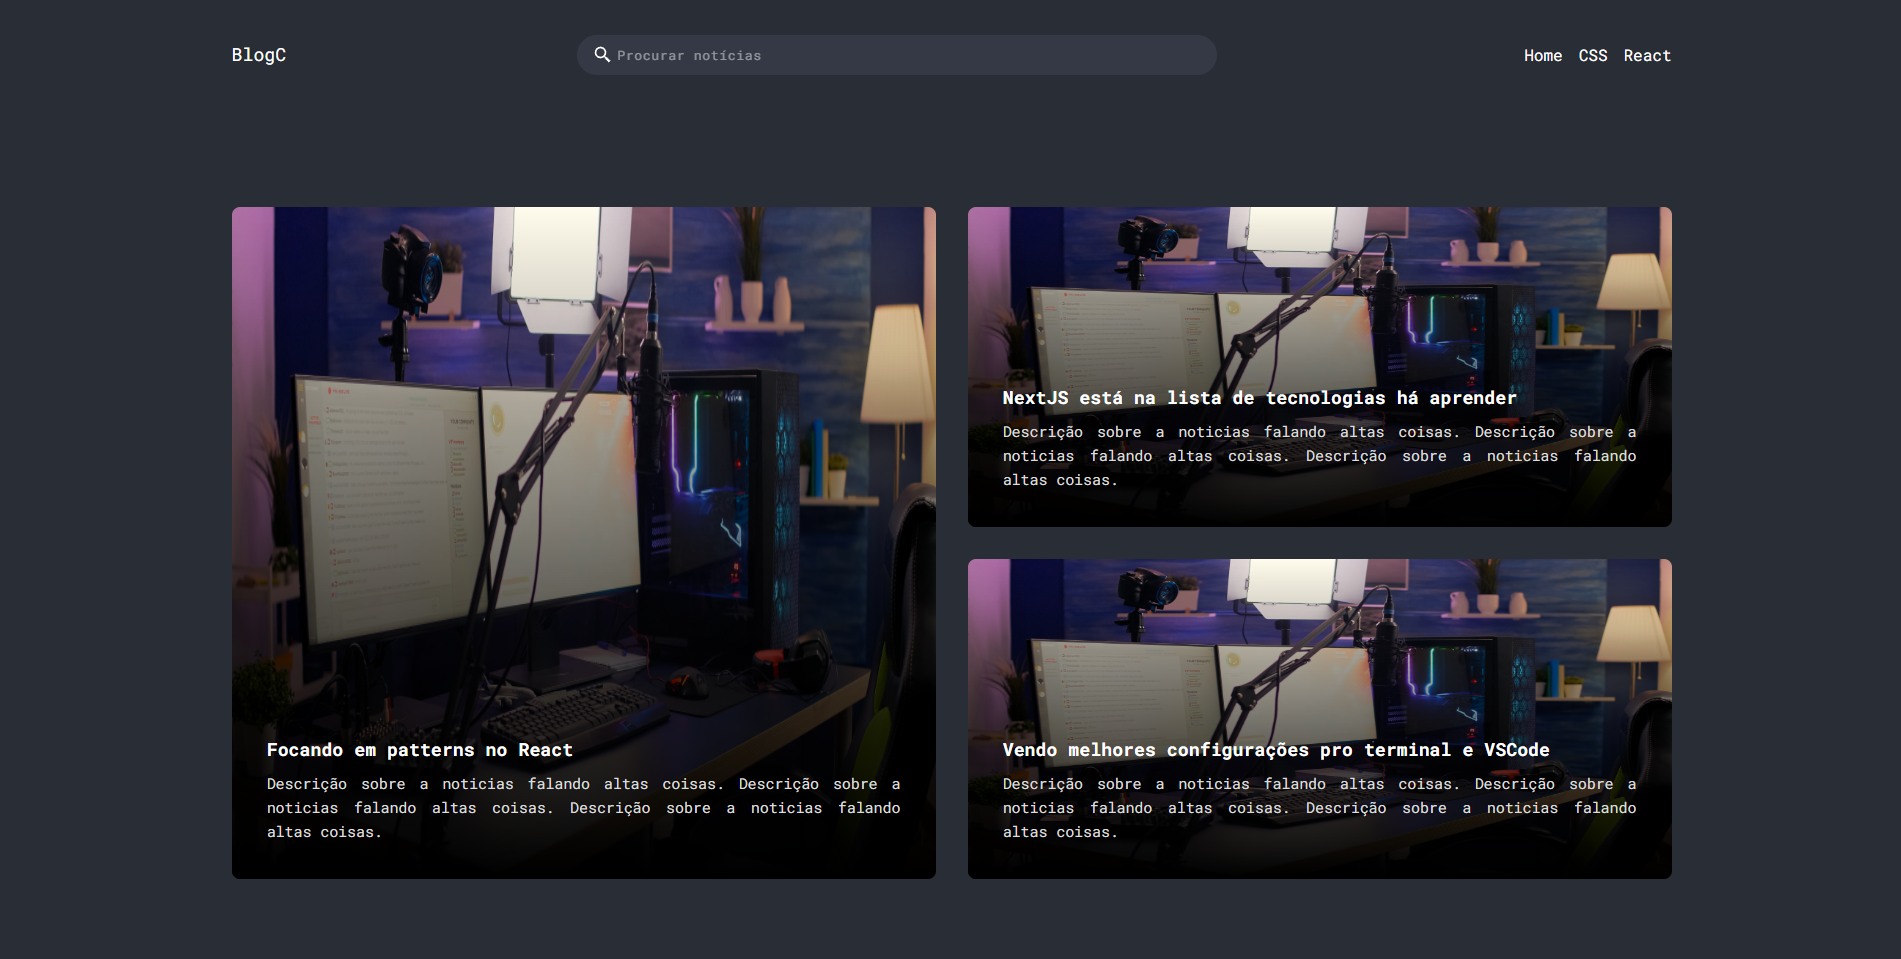 BlogC
Procurar notícias
Home CSS React
Focando em patterns no React
Descrição sobre a noticias falando altas coisas. Descrição sobre a
noticias falando altas coisas. Descrição sobre a noticias falando
altas coisas.
NextJS está na lista de tecnologias há aprender
Descrição sobre a noticias falando altas coisas. Descrição sobre a
noticias falando altas coisas. Descrição sobre a noticias falando
altas coisas.
Vendo melhores configurações pro terminal e VSCode
Descrição sobre a noticias falando altas coisas. Descrição sobre a
noticias falando altas coisas. Descrição sobre a noticias falando
altas coisas.